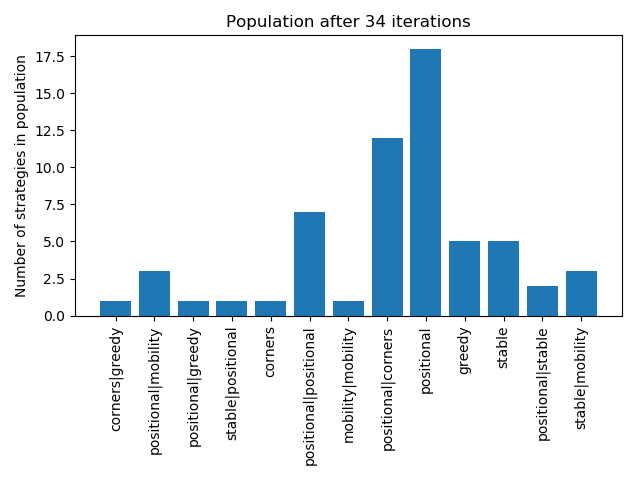 Population after 34 iterations
Number of strategies in population
17.5
15.0
12.5
10.0
7.5
5.0
2.5
0.0
corners|greedy
positional|mobility
positional|greedy
stable|positional
corners
positional|positional
mobility|mobility
positional|corners
positional
greedy
stable
positional|stable
stable|mobility